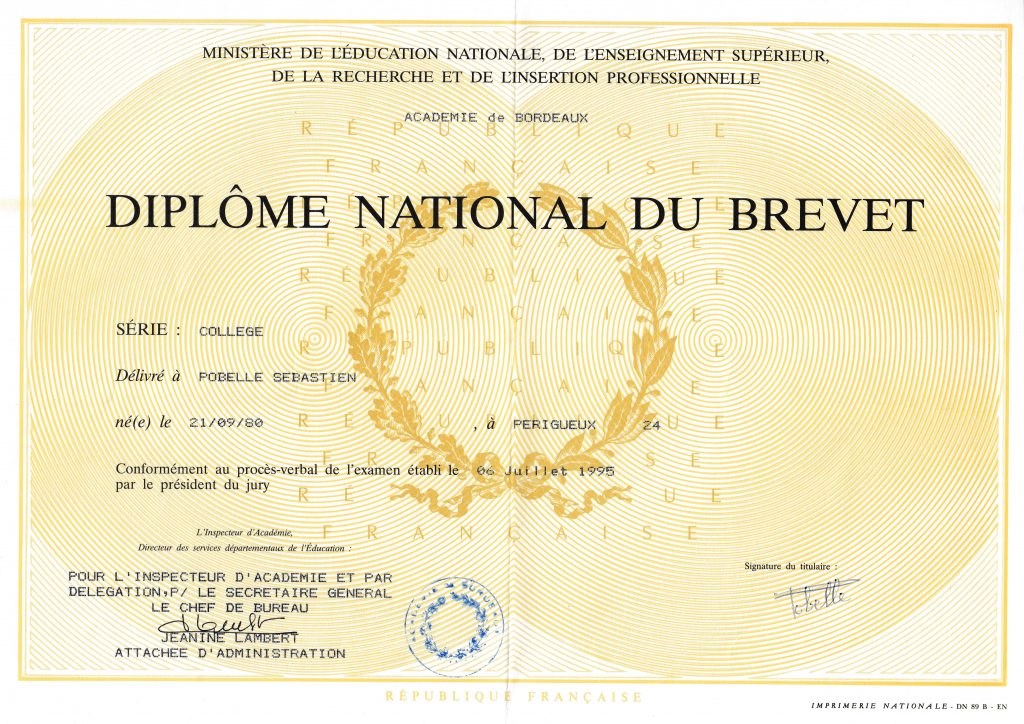 MINISTÈRE DE L'ÉDUCATION NATIONALE, DE L'ENSEIGNEMENT SUPÉRIEUR,
DE LA RECHERCHE ET DE L'INSERTION PROFESSIONNELLE
ACADEMIE de BORDEAUX
RÉPUBLIQUE
FRANÇAISE
DIPLÔME NATIONAL DU BREVET
SÉRIE : COLLEGE
Délivré à POBELLE SEBASTIEN
né(e) le 21/09/80 , à PERIGUEUX 24
Conformément au procès-verbal de l'examen établi le 06 Juillet 1995
par le président du jury
L'Inspecteur d'Académie,
Directeur des services départementaux de l'Éducation :
Signature du titulaire :
POUR L'INSPECTEUR D'ACADEMIE ET PAR
DELEGATION,P/ LE SECRETAIRE GENERAL
LE CHEF DE BUREAU
JEANINE LAMBERT
ATTACHEE D'ADMINISTRATION
Pobelle
ACADEMIE de BORDEAUX
RÉPUBLIQUE FRANÇAISE
IMPRIMERIE NATIONALE - DN 89 B - EN